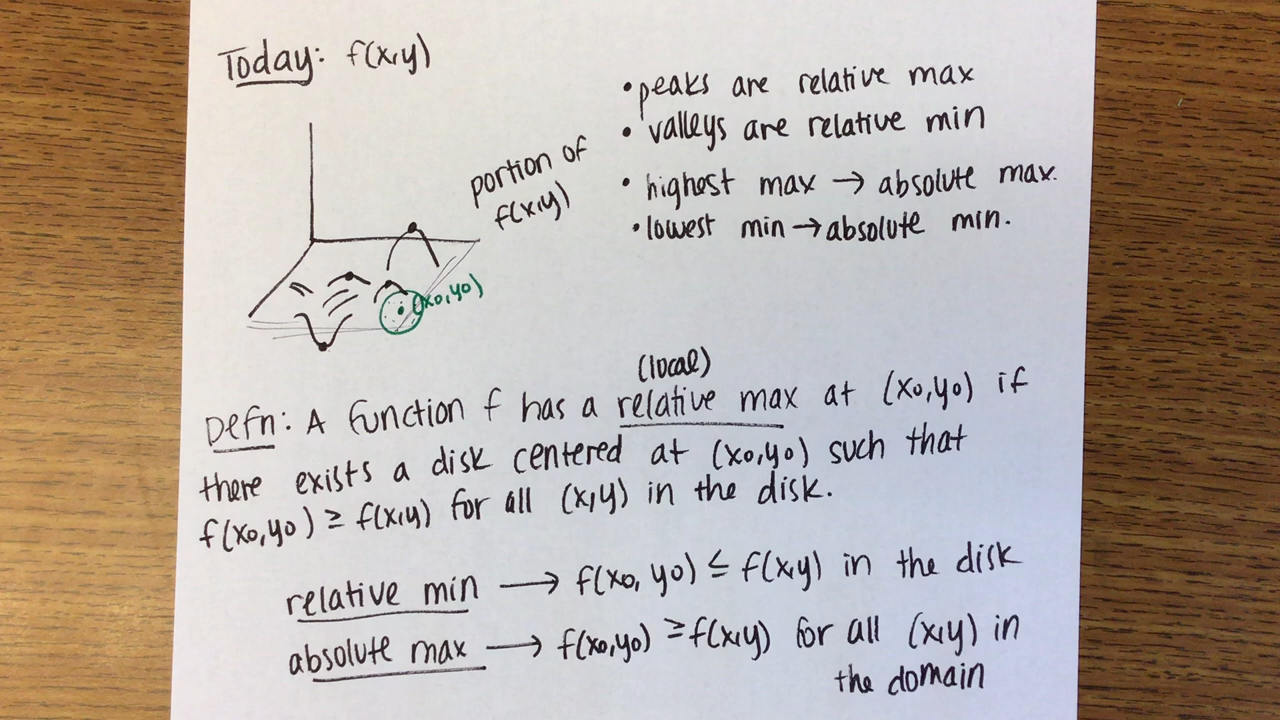 Today: f(x,y)
• peaks are relative max
• valleys are relative min
• highest max → absolute max.
• lowest min → absolute min.
portion of
f(x,y)
(x0,y0)
(local)
Defn: A function f has a relative max at (x0,y0) if
there exists a disk centered at (x0,y0) such that
f(x0,y0) ≥ f(x,y) for all (x,y) in the disk.
relative min → f(x0, y0) ≤ f(x,y) in the disk
absolute max → f(x0,y0) ≥ f(x,y) for all (x,y) in
the domain